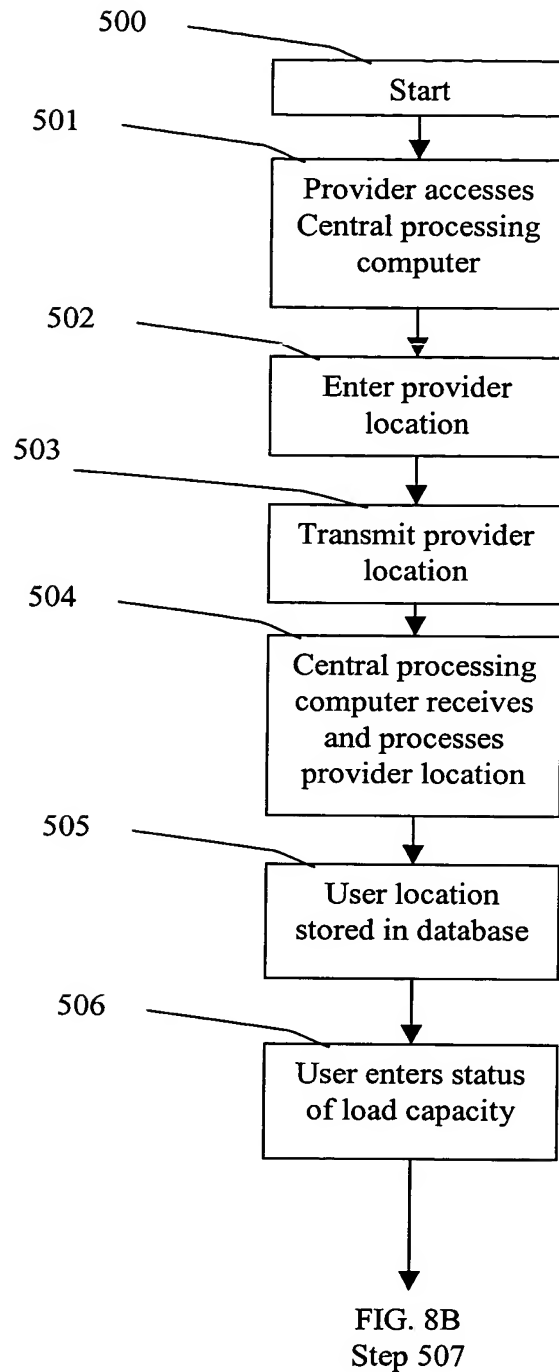 500
Start
501
Provider accesses
Central processing
computer
502
Enter provider
location
503
Transmit provider
location
504
Central processing
computer receives
and processes
provider location
505
User location
stored in database
506
User enters status
of load capacity
FIG. 8B
Step 507